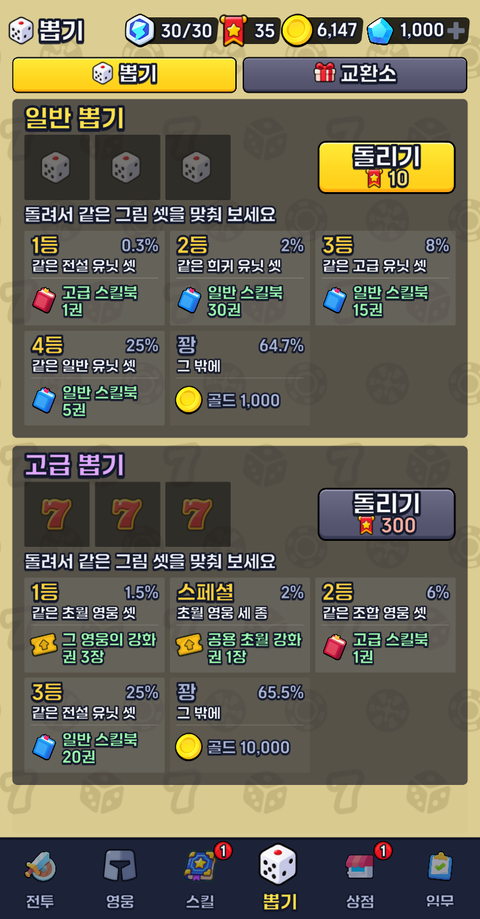 뽑기
30/30
35
6,147
1,000
뽑기
교환소
일반 뽑기
돌리기
10
돌려서 같은 그림 셋을 맞춰 보세요
1등 0.3%
같은 전설 유닛 셋
고급 스킬북
1권
2등 2%
같은 희귀 유닛 셋
일반 스킬북
30권
3등 8%
같은 고급 유닛 셋
일반 스킬북
15권
4등 25%
같은 일반 유닛 셋
일반 스킬북
5권
꽝 64.7%
그 밖에
골드 1,000
고급 뽑기
7 7 7
돌리기
300
돌려서 같은 그림 셋을 맞춰 보세요
1등 1.5%
같은 초월 영웅 셋
그 영웅의 강화
권 3장
스페셜 2%
초월 영웅 세 종
공용 초월 강화
권 1장
2등 6%
같은 조합 영웅 셋
고급 스킬북
1권
3등 25%
같은 전설 유닛 셋
일반 스킬북
20권
꽝 65.5%
그 밖에
골드 10,000
1
1
전투
영웅
스킬
뽑기
상점
임무